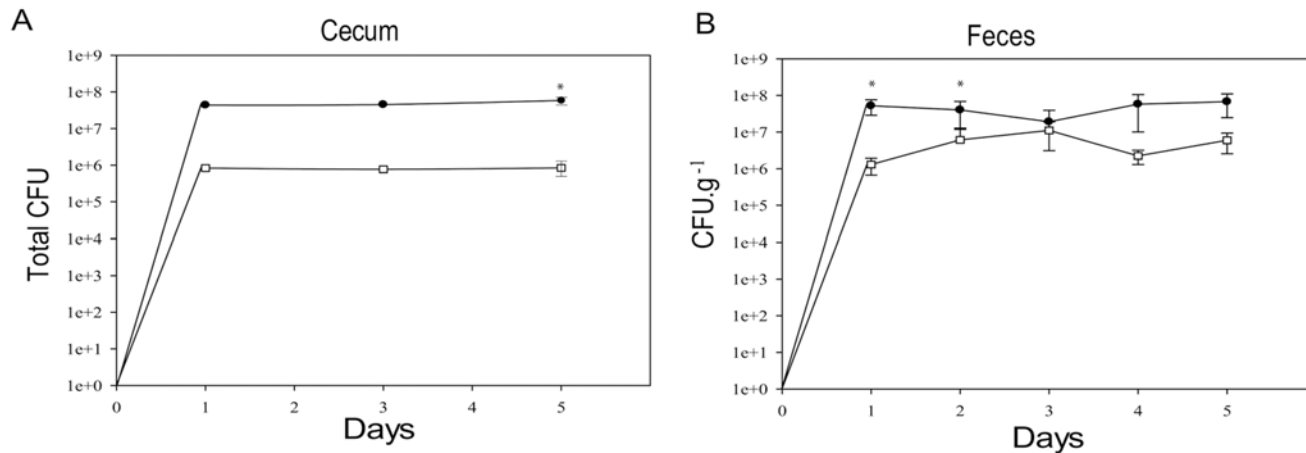 A
Cecum
Total CFU
1e+9
1e+8
1e+7
1e+6
1e+5
1e+4
1e+3
1e+2
1e+1
1e+0
*
0 1 2 3 4 5
Days
B
Feces
CFU.g⁻¹
1e+9
1e+8
1e+7
1e+6
1e+5
1e+4
1e+3
1e+2
1e+1
1e+0
* *
0 1 2 3 4 5
Days